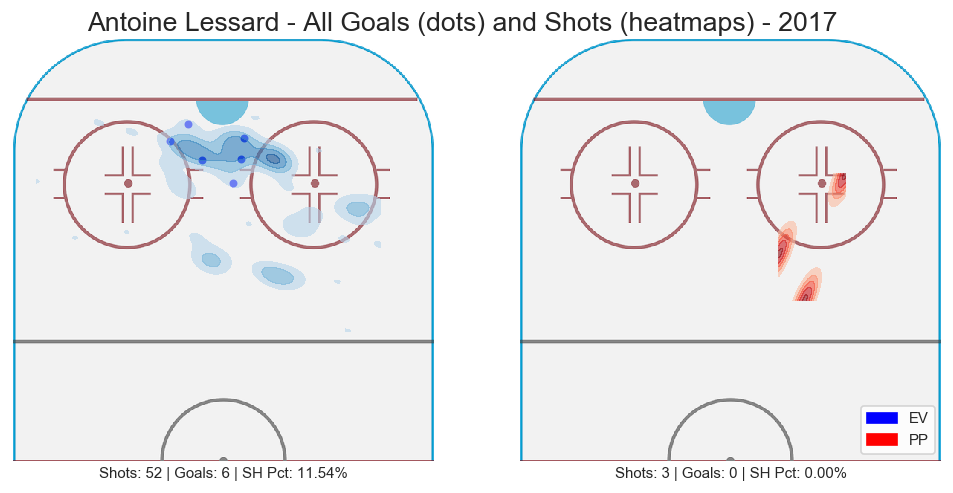 Antoine Lessard - All Goals (dots) and Shots (heatmaps) - 2017
EV
PP
Shots: 52 | Goals: 6 | SH Pct: 11.54%
Shots: 3 | Goals: 0 | SH Pct: 0.00%